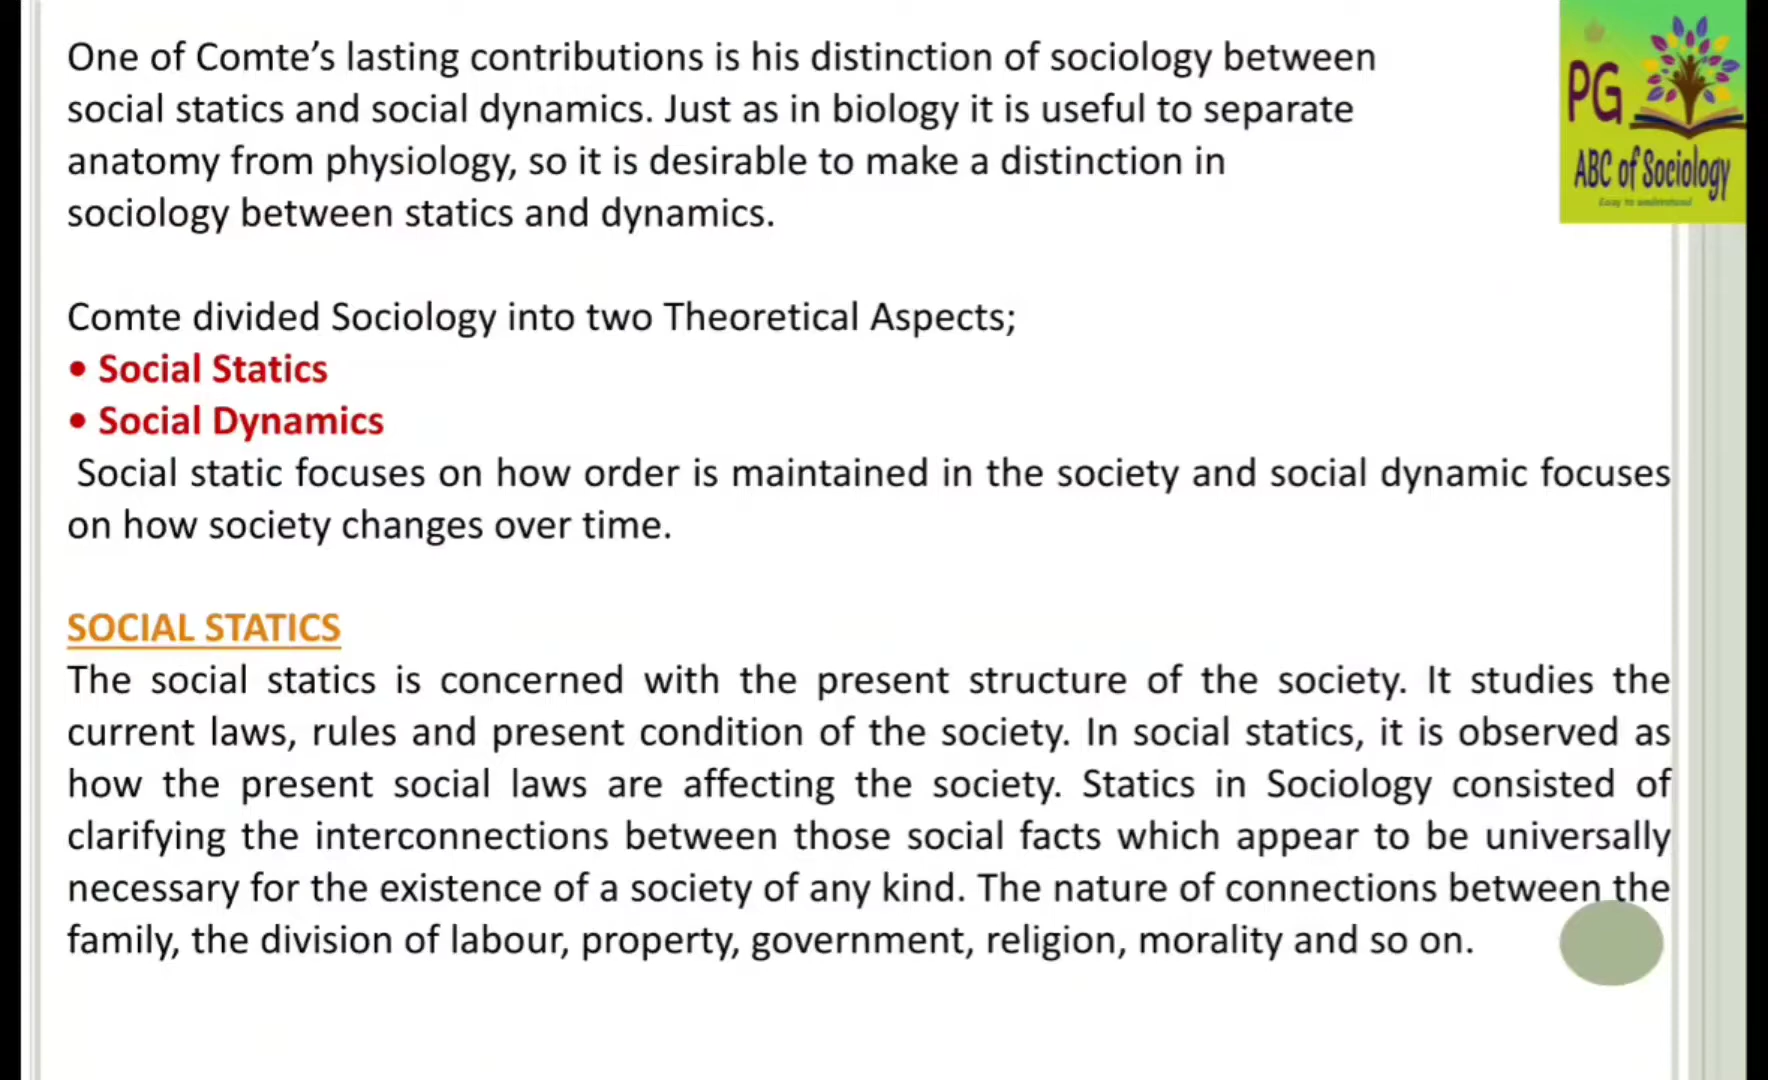 One of Comte’s lasting contributions is his distinction of sociology between
social statics and social dynamics. Just as in biology it is useful to separate
anatomy from physiology, so it is desirable to make a distinction in
sociology between statics and dynamics.
Comte divided Sociology into two Theoretical Aspects;
• Social Statics
• Social Dynamics
Social static focuses on how order is maintained in the society and social dynamic focuses
on how society changes over time.
SOCIAL STATICS
The social statics is concerned with the present structure of the society. It studies the
current laws, rules and present condition of the society. In social statics, it is observed as
how the present social laws are affecting the society. Statics in Sociology consisted of
clarifying the interconnections between those social facts which appear to be universally
necessary for the existence of a society of any kind. The nature of connections between the
family, the division of labour, property, government, religion, morality and so on.
PG
ABC of Sociology
Easy to understand